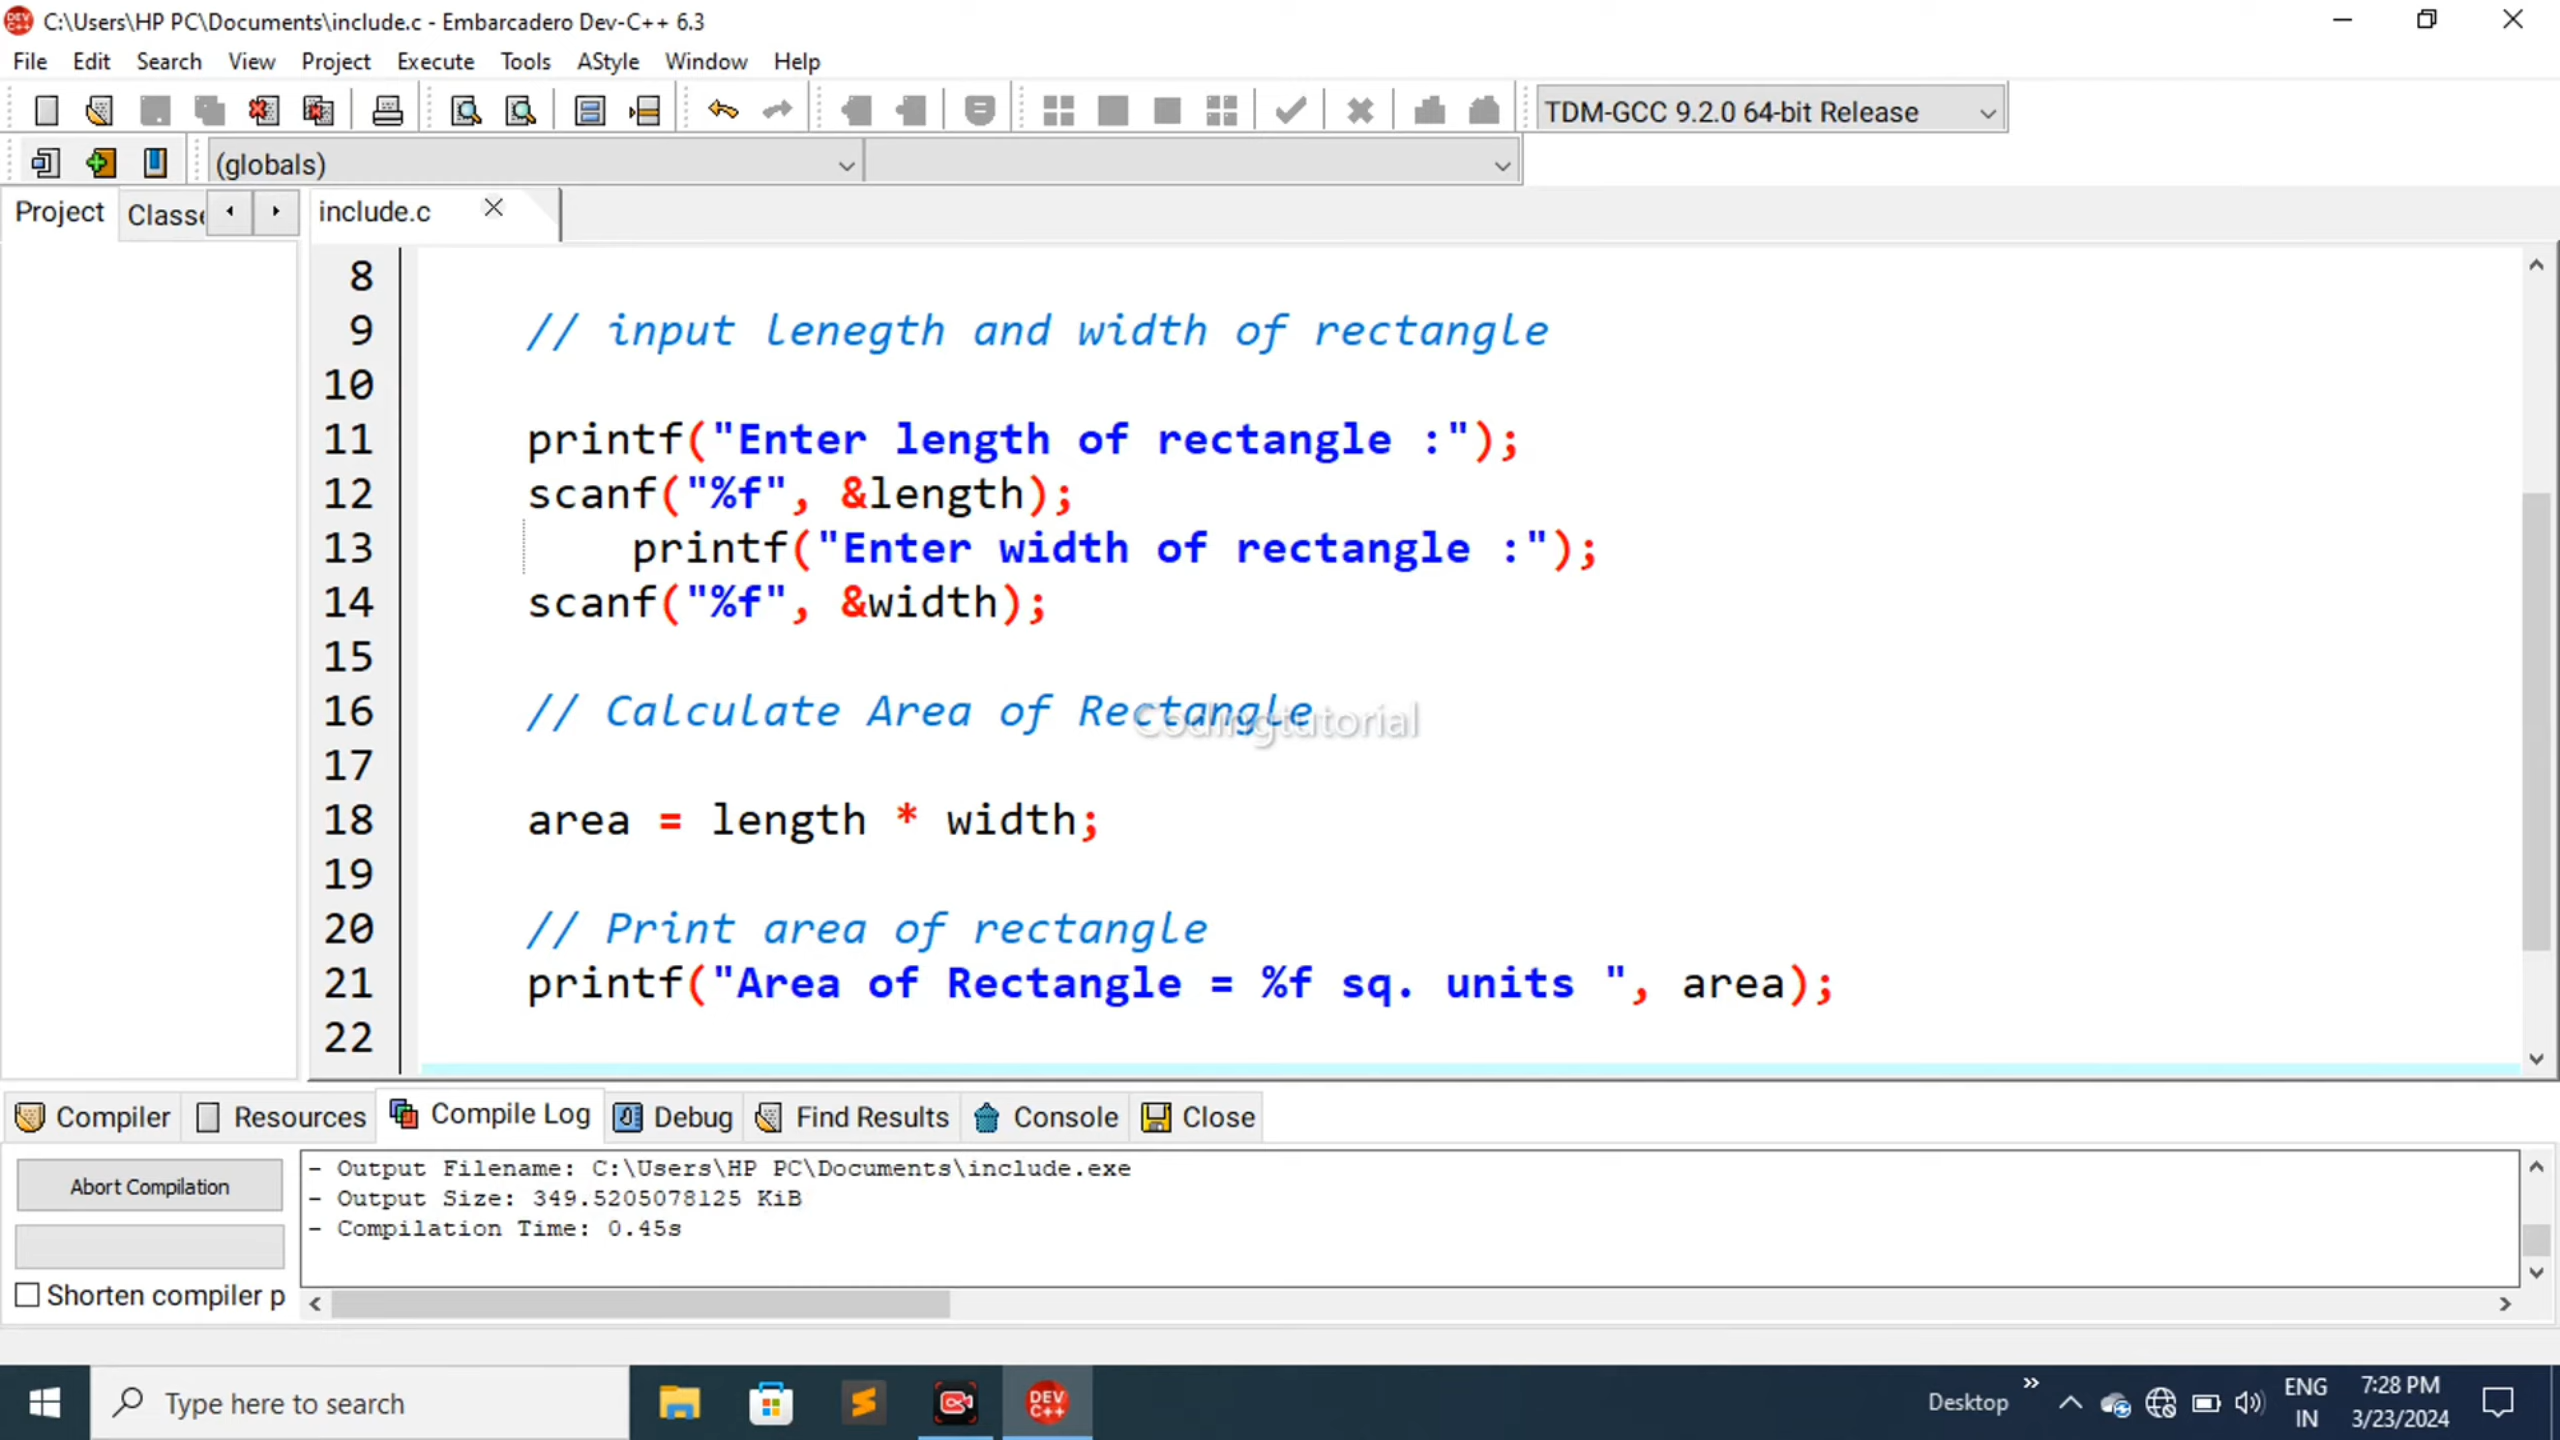 C:\Users\HP PC\Documents\include.c - Embarcadero Dev-C++ 6.3
File Edit Search View Project Execute Tools AStyle Window Help
TDM-GCC 9.2.0 64-bit Release
(globals)
Project Classe include.c
8
9 // input lenegth and width of rectangle
10
11 printf("Enter length of rectangle :");
12 scanf("%f", &length);
13 printf("Enter width of rectangle :");
14 scanf("%f", &width);
15
16 // Calculate Area of Rectangle
Codingtutorial
17
18 area = length * width;
19
20 // Print area of rectangle
21 printf("Area of Rectangle = %f sq. units ", area);
22
Compiler Resources Compile Log Debug Find Results Console Close
Abort Compilation
- Output Filename: C:\Users\HP PC\Documents\include.exe
- Output Size: 349.5205078125 KiB
- Compilation Time: 0.45s
Shorten compiler p
Type here to search
DEV C++
Desktop
ENG
IN
7:28 PM
3/23/2024